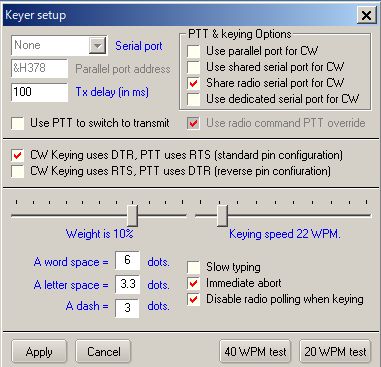 Keyer setup
PTT & keying Options
None Serial port
&H378 Parallel port address
100 Tx delay (in ms)
Use parallel port for CW
Use shared serial port for CW
Share radio serial port for CW
Use dedicated serial port for CW
Use PTT to switch to transmit
Use radio command PTT override
CW Keying uses DTR, PTT uses RTS (standard pin configuration)
CW Keying uses RTS, PTT uses DTR (reverse pin confiuration)
Weight is 10%
Keying speed 22 WPM.
A word space = 6 dots.
A letter space = 3.3 dots.
A dash = 3 dots.
Slow typing
Immediate abort
Disable radio polling when keying
Apply
Cancel
40 WPM test
20 WPM test